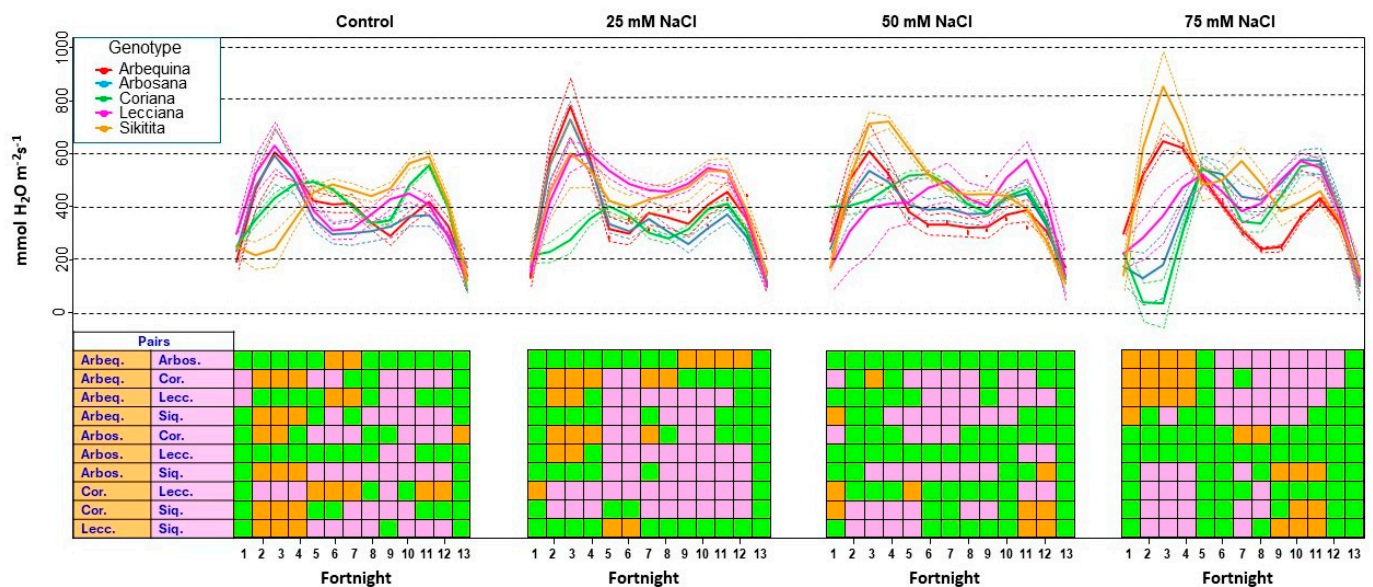 Control 25 mM NaCl 50 mM NaCl 75 mM NaCl
mmol H₂O m⁻²s⁻¹
1000
800
600
400
200
0
Genotype
Arbequina
Arbosana
Coriana
Lecciana
Sikitita
Pairs
Arbeq. Arbos.
Arbeq. Cor.
Arbeq. Lecc.
Arbeq. Siq.
Arbos. Cor.
Arbos. Lecc.
Arbos. Siq.
Cor. Lecc.
Cor. Siq.
Lecc. Siq.
1 2 3 4 5 6 7 8 9 10 11 12 13 1 2 3 4 5 6 7 8 9 10 11 12 13 1 2 3 4 5 6 7 8 9 10 11 12 13 1 2 3 4 5 6 7 8 9 10 11 12 13
Fortnight Fortnight Fortnight Fortnight